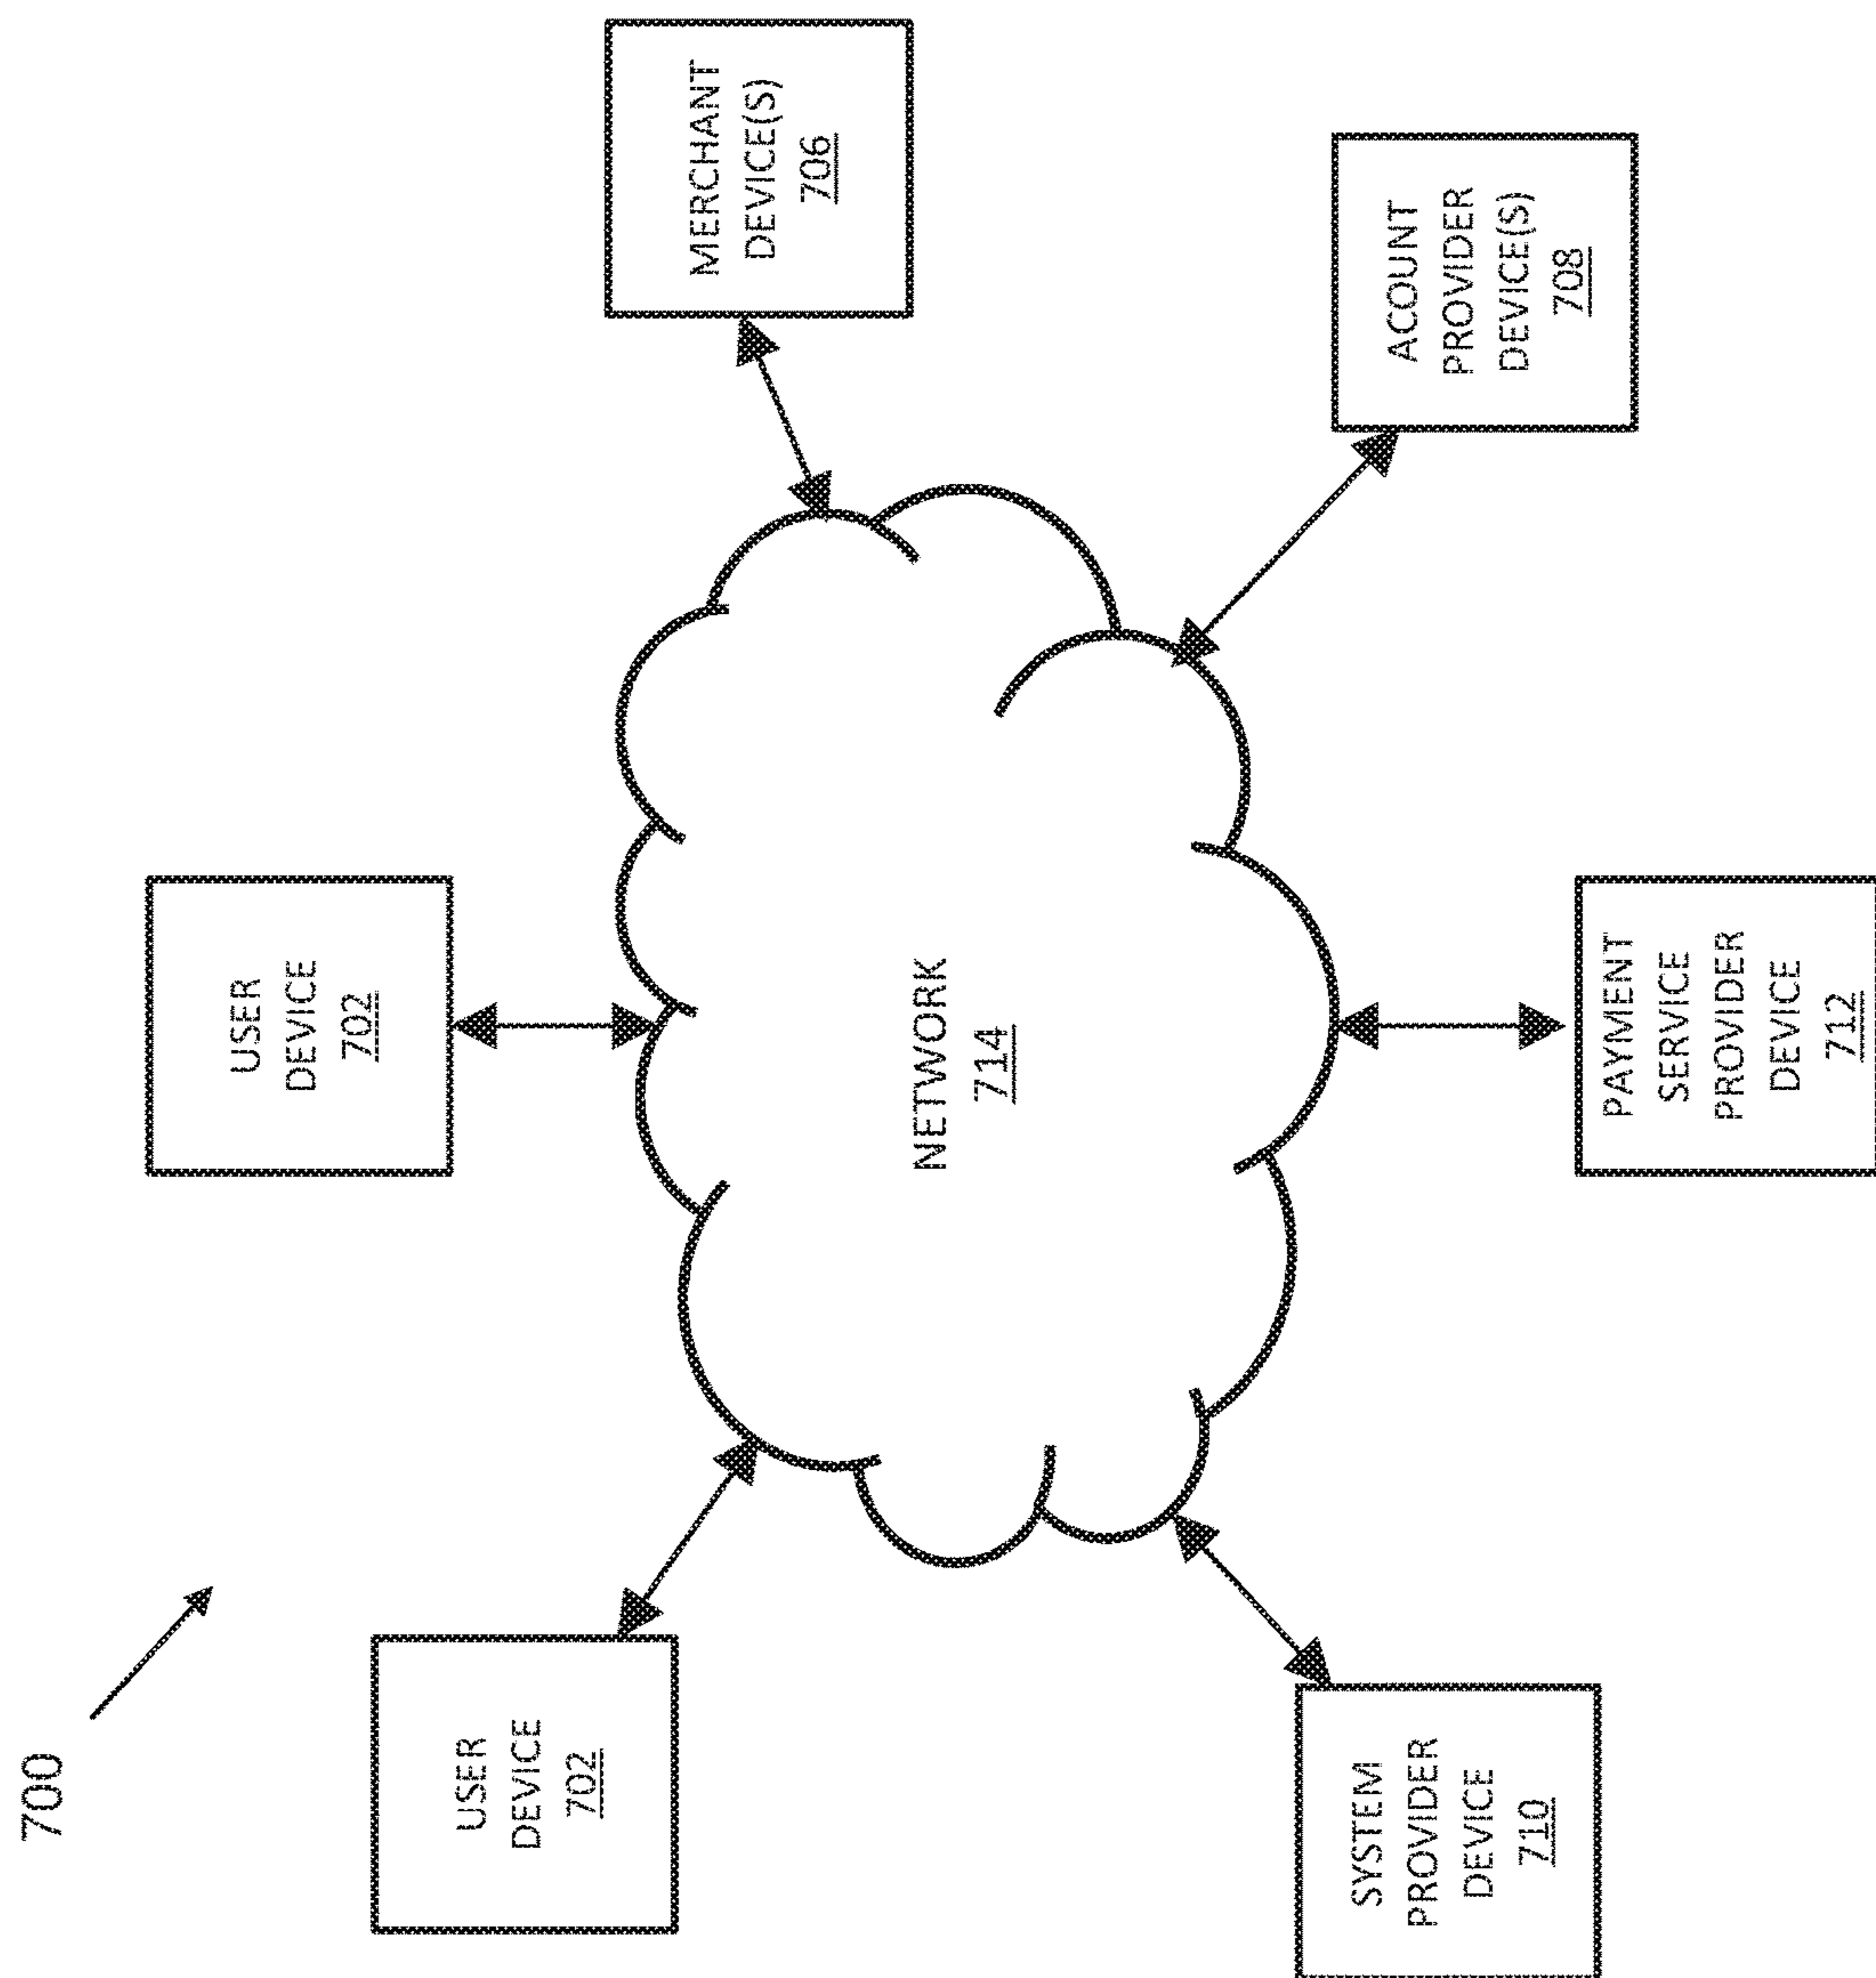 700
USER
DEVICE
702
USER
DEVICE
702
MERCHANT
DEVICE(S)
706
NETWORK
714
SYSTEM
PROVIDER
DEVICE
710
PAYMENT
SERVICE
PROVIDER
DEVICE
712
ACOUNT
PROVIDER
DEVICE(S)
708